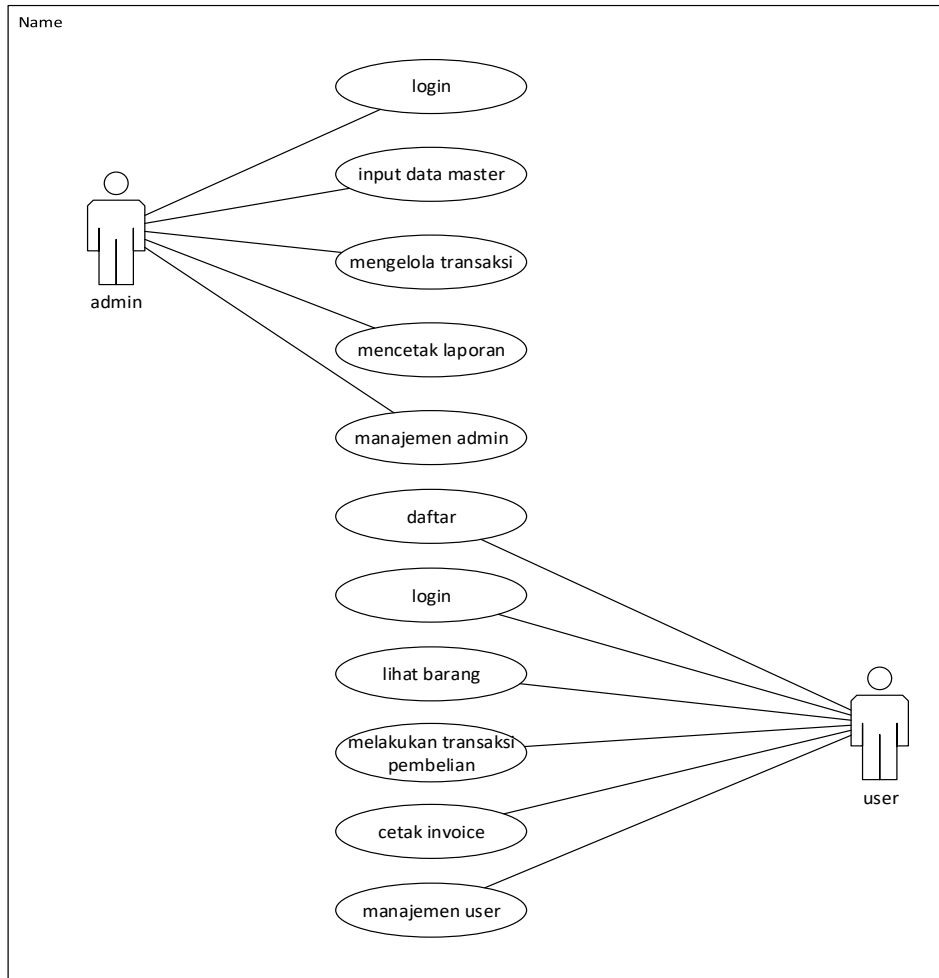 Name
login
input data master
mengelola transaksi
admin
mencetak laporan
manajemen admin
daftar
login
lihat barang
melakukan transaksi
pembelian
user
cetak invoice
manajemen user